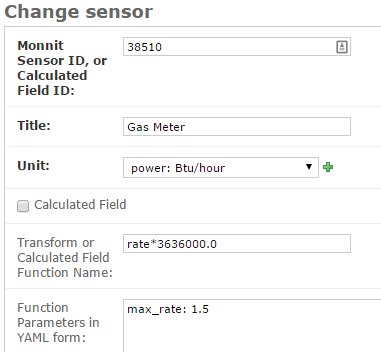 Change sensor
Monnit
Sensor ID, or
Calculated
Field ID:
38510
Title:
Gas Meter
Unit:
power: Btu/hour
Calculated Field
Transform or
Calculated Field
Function Name:
rate*3636000.0
Function
Parameters in
YAML form:
max_rate: 1.5